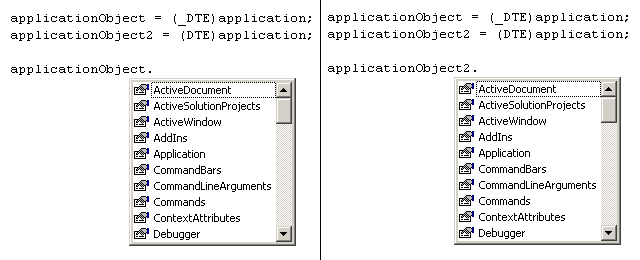 applicationObject = (_DTE)application;
applicationObject2 = (DTE)application;
applicationObject.
ActiveDocument
ActiveSolutionProjects
ActiveWindow
AddIns
Application
CommandBars
CommandLineArguments
Commands
ContextAttributes
Debugger
applicationObject = (_DTE)application;
applicationObject2 = (DTE)application;
applicationObject2.
ActiveDocument
ActiveSolutionProjects
ActiveWindow
AddIns
Application
CommandBars
CommandLineArguments
Commands
ContextAttributes
Debugger